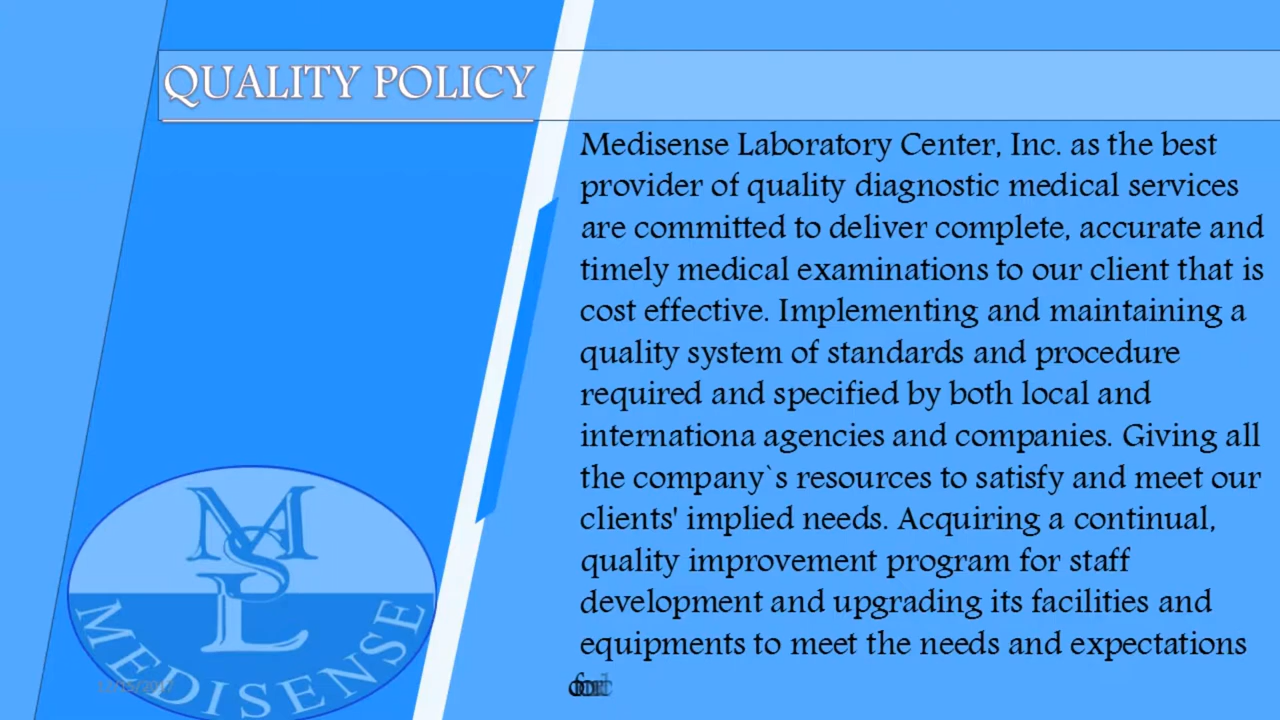 QUALITY POLICY
Medisense Laboratory Center, Inc. as the best
provider of quality diagnostic medical services
are committed to deliver complete, accurate and
timely medical examinations to our client that is
cost effective. Implementing and maintaining a
quality system of standards and procedure
required and specified by both local and
internationa agencies and companies. Giving all
the company`s resources to satisfy and meet our
clients' implied needs. Acquiring a continual,
quality improvement program for staff
development and upgrading its facilities and
equipments to meet the needs and expectations
MSL
MEDISENSE